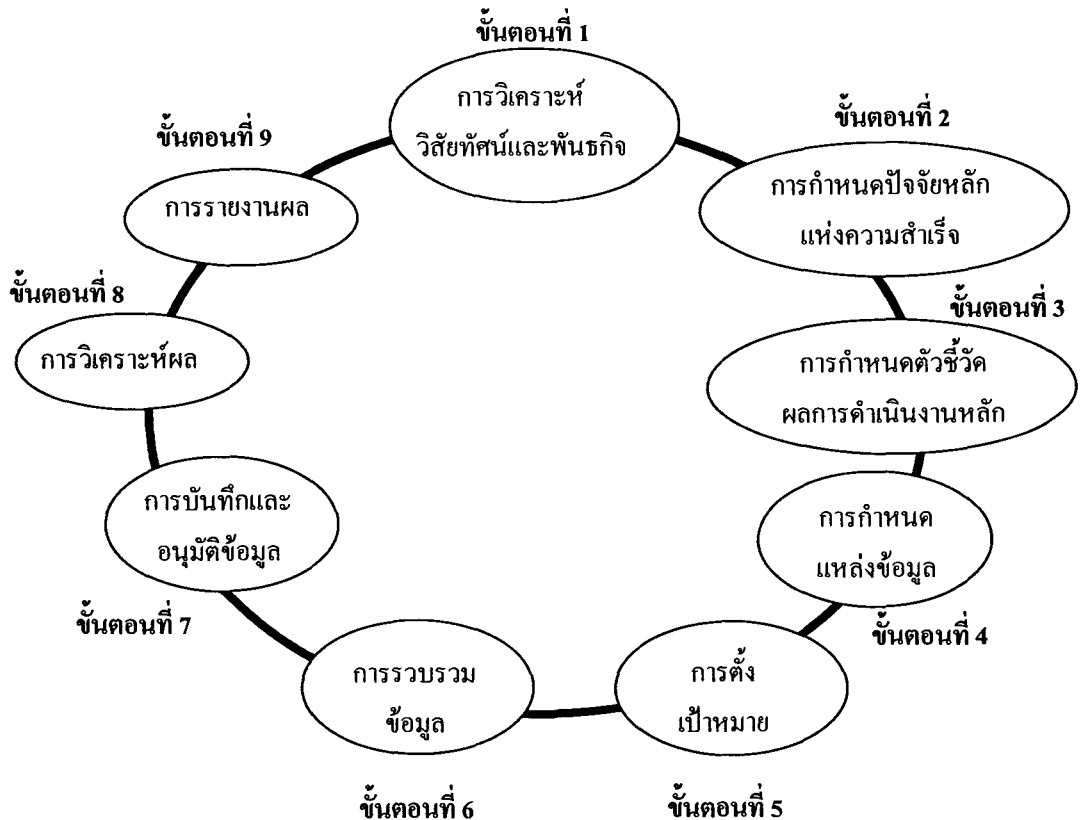 ขั้นตอนที่ 1
การวิเคราะห์
วิสัยทัศน์และพันธกิจ
ขั้นตอนที่ 2
การกำหนดปัจจัยหลัก
แห่งความสำเร็จ
ขั้นตอนที่ 3
การกำหนดตัวชี้วัด
ผลการดำเนินงานหลัก
การกำหนด
แหล่งข้อมูล
ขั้นตอนที่ 4
การตั้ง
เป้าหมาย
ขั้นตอนที่ 5
การรวบรวม
ข้อมูล
ขั้นตอนที่ 6
การบันทึกและ
อนุมัติข้อมูล
ขั้นตอนที่ 7
ขั้นตอนที่ 8
การวิเคราะห์ผล
ขั้นตอนที่ 9
การรายงานผล